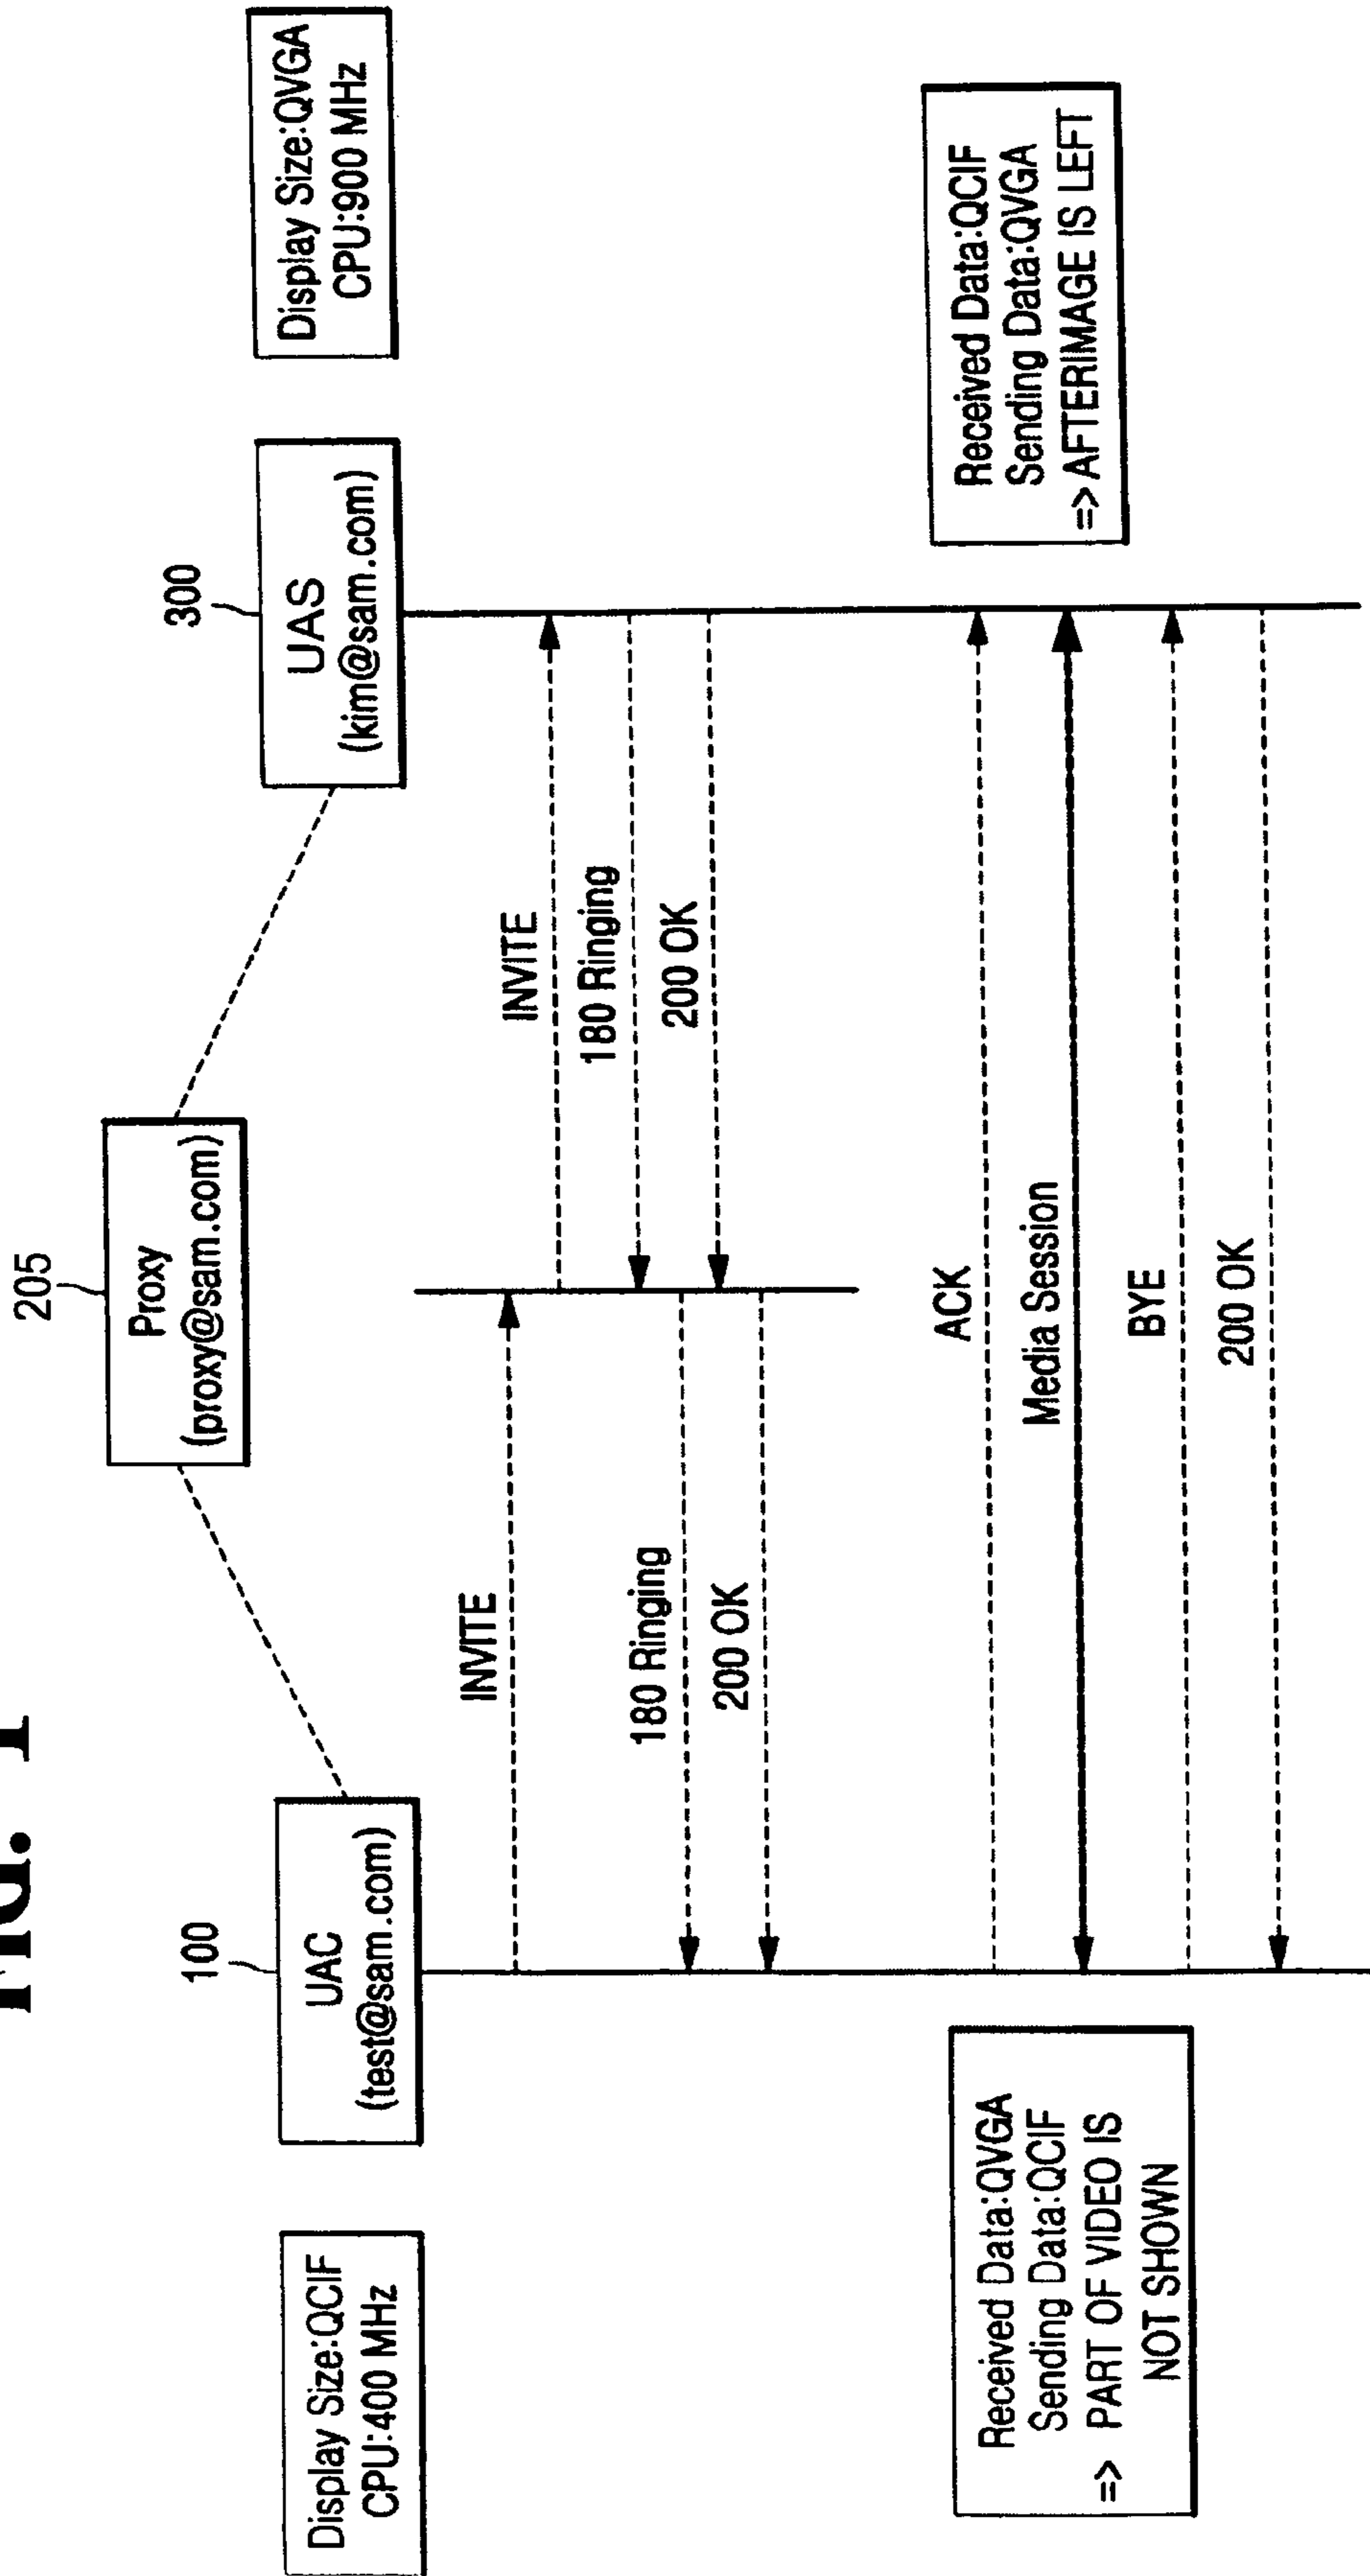 FIG. 1
205
Proxy
(proxy@sam.com)
100
300
Display Size:QCIF
CPU:400 MHz
UAC
(test@sam.com)
UAS
(kim@sam.com)
Display Size:QVGA
CPU:900 MHz
INVITE
INVITE
180 Ringing
180 Ringing
200 OK
200 OK
Received Data:QVGA
Sending Data:QCIF
=> PART OF VIDEO IS
NOT SHOWN
ACK
Media Session
BYE
200 OK
Received Data:QCIF
Sending Data:QVGA
=> AFTERIMAGE IS LEFT